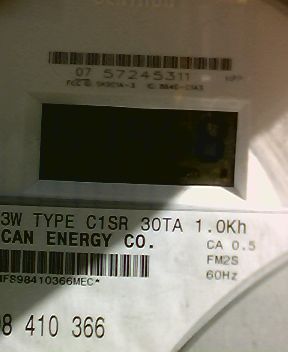 07 57245311
8
3W TYPE C1SR 30TA 1.0Kh
CAN ENERGY CO.
CA 0.5
FM2S
60Hz
MFS98410366MEC*
98 410 366